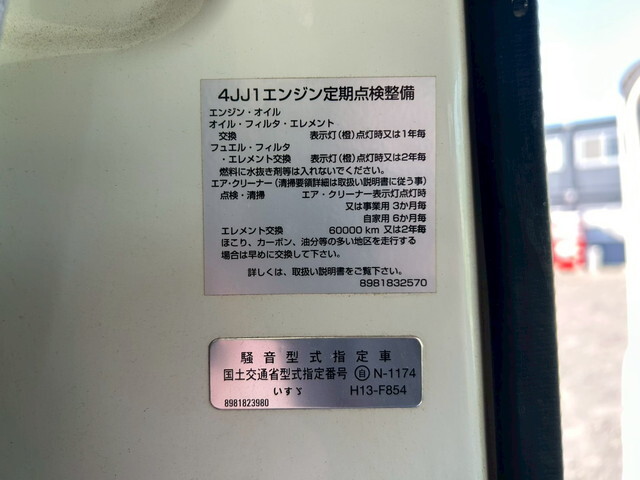 4JJ1エンジン定期点検整備
エンジン・オイル
オイル・フィルタ・エレメント
交換 表示灯(橙)点灯時又は1年毎
フュエル・フィルタ
・エレメント交換 表示灯(橙)点灯時又は2年毎
燃料に水抜き剤等は入れないでください。
エア・クリーナー(清掃要領詳細は取扱い説明書に従う事)
点検・清掃 エア・クリーナー表示灯点灯時
又は事業用 3か月毎
自家用 6か月毎
エレメント交換 60000 km 又は2年毎
ほこり、カーボン、油分等の多い地区を走行する
場合は早めに交換して下さい。
詳しくは、取扱い説明書をご覧下さい。
8981832570
騒音型式指定車
国土交通省型式指定番号 自 N-1174
いすゞ H13-F854
8981823980